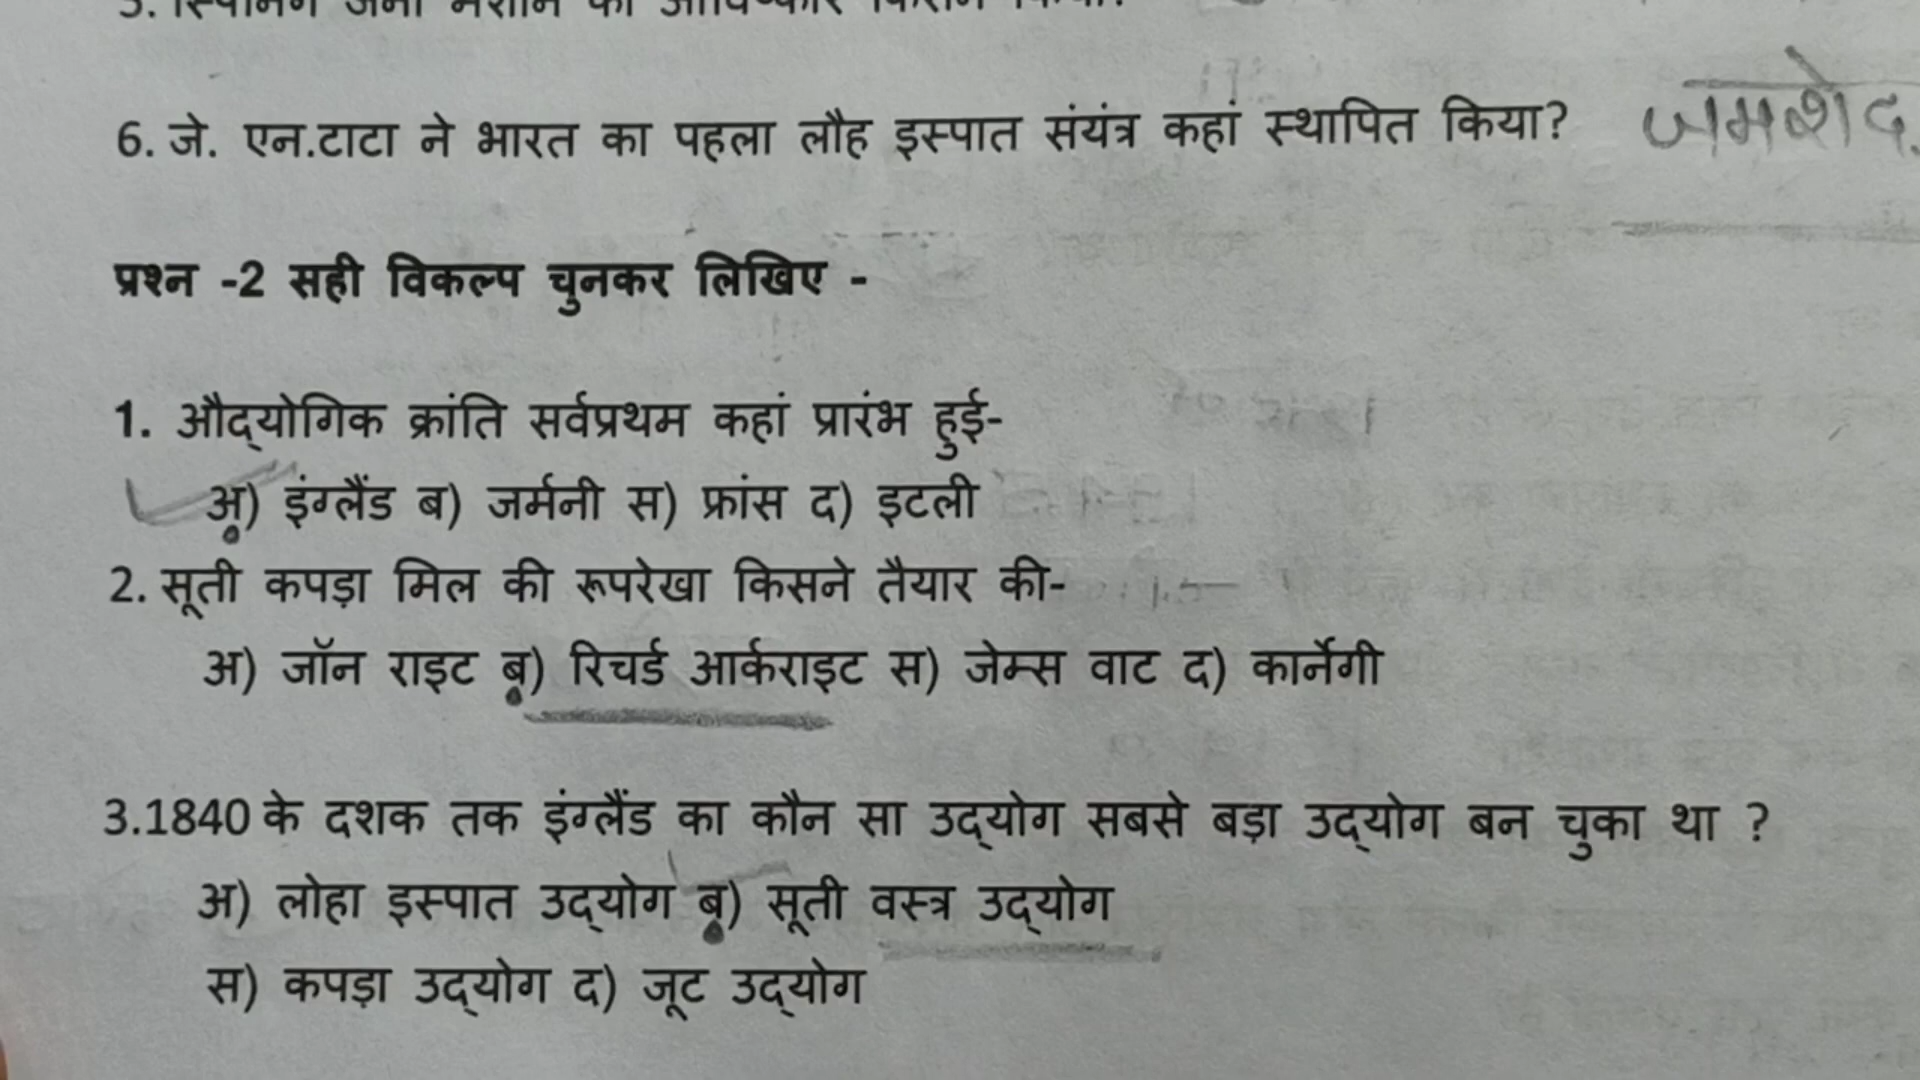 6. जे. एन.टाटा ने भारत का पहला लौह इस्पात संयंत्र कहां स्थापित किया? जमशेद
प्रश्न -2 सही विकल्प चुनकर लिखिए -
1. औद्योगिक क्रांति सर्वप्रथम कहां प्रारंभ हुई-
अ) इंग्लैंड ब) जर्मनी स) फ्रांस द) इटली
2. सूती कपड़ा मिल की रूपरेखा किसने तैयार की-
अ) जॉन राइट ब) रिचर्ड आर्कराइट स) जेम्स वाट द) कार्नेगी
3.1840 के दशक तक इंग्लैंड का कौन सा उद्योग सबसे बड़ा उद्योग बन चुका था ?
अ) लोहा इस्पात उद्योग ब) सूती वस्त्र उद्योग
स) कपड़ा उद्योग द) जूट उद्योग